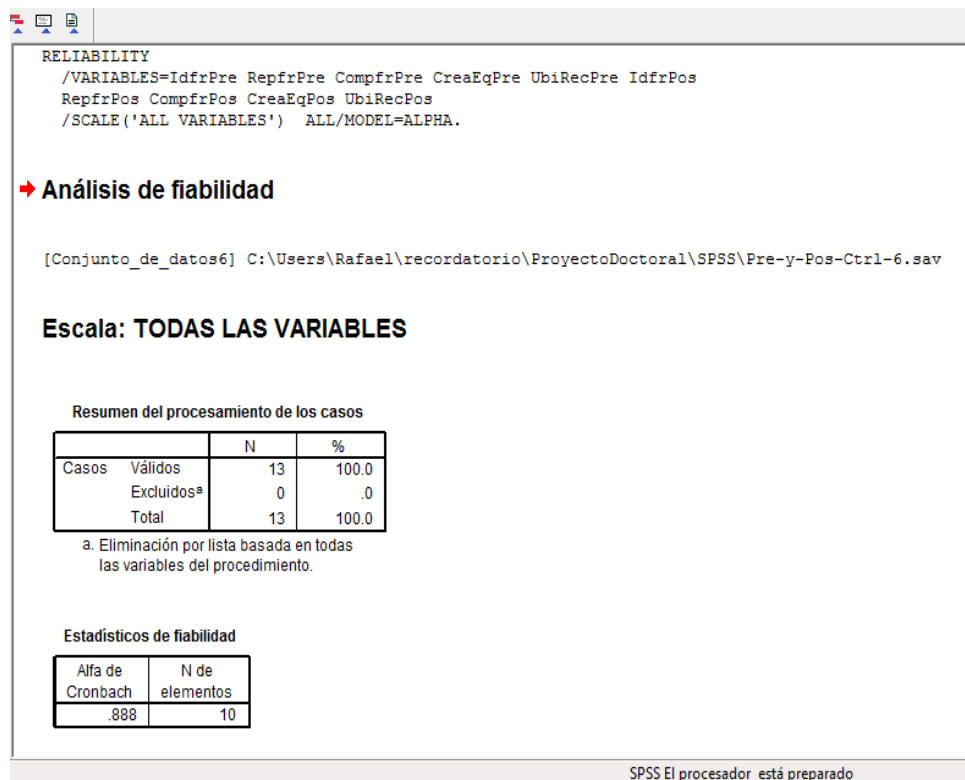 RELIABILITY
/VARIABLES=IdfrPre RepfrPre CompfrPre CreaEqPre UbiRecPre IdfrPos
RepfrPos CompfrPos CreaEqPos UbiRecPos
/SCALE('ALL VARIABLES') ALL/MODEL=ALPHA.
Análisis de fiabilidad
[Conjunto_de_datos6] C:\Users\Rafael\recordatorio\ProyectoDoctoral\SPSS\Pre-y-Pos-Ctrl-6.sav
Escala: TODAS LAS VARIABLES
Resumen del procesamiento de los casos
N %
Casos Válidos 13 100.0
Excluidosa 0 .0
Total 13 100.0
a. Eliminación por lista basada en todas
las variables del procedimiento.
Estadísticos de fiabilidad
Alfa de N de
Cronbach elementos
.888 10
SPSS El procesador está preparado